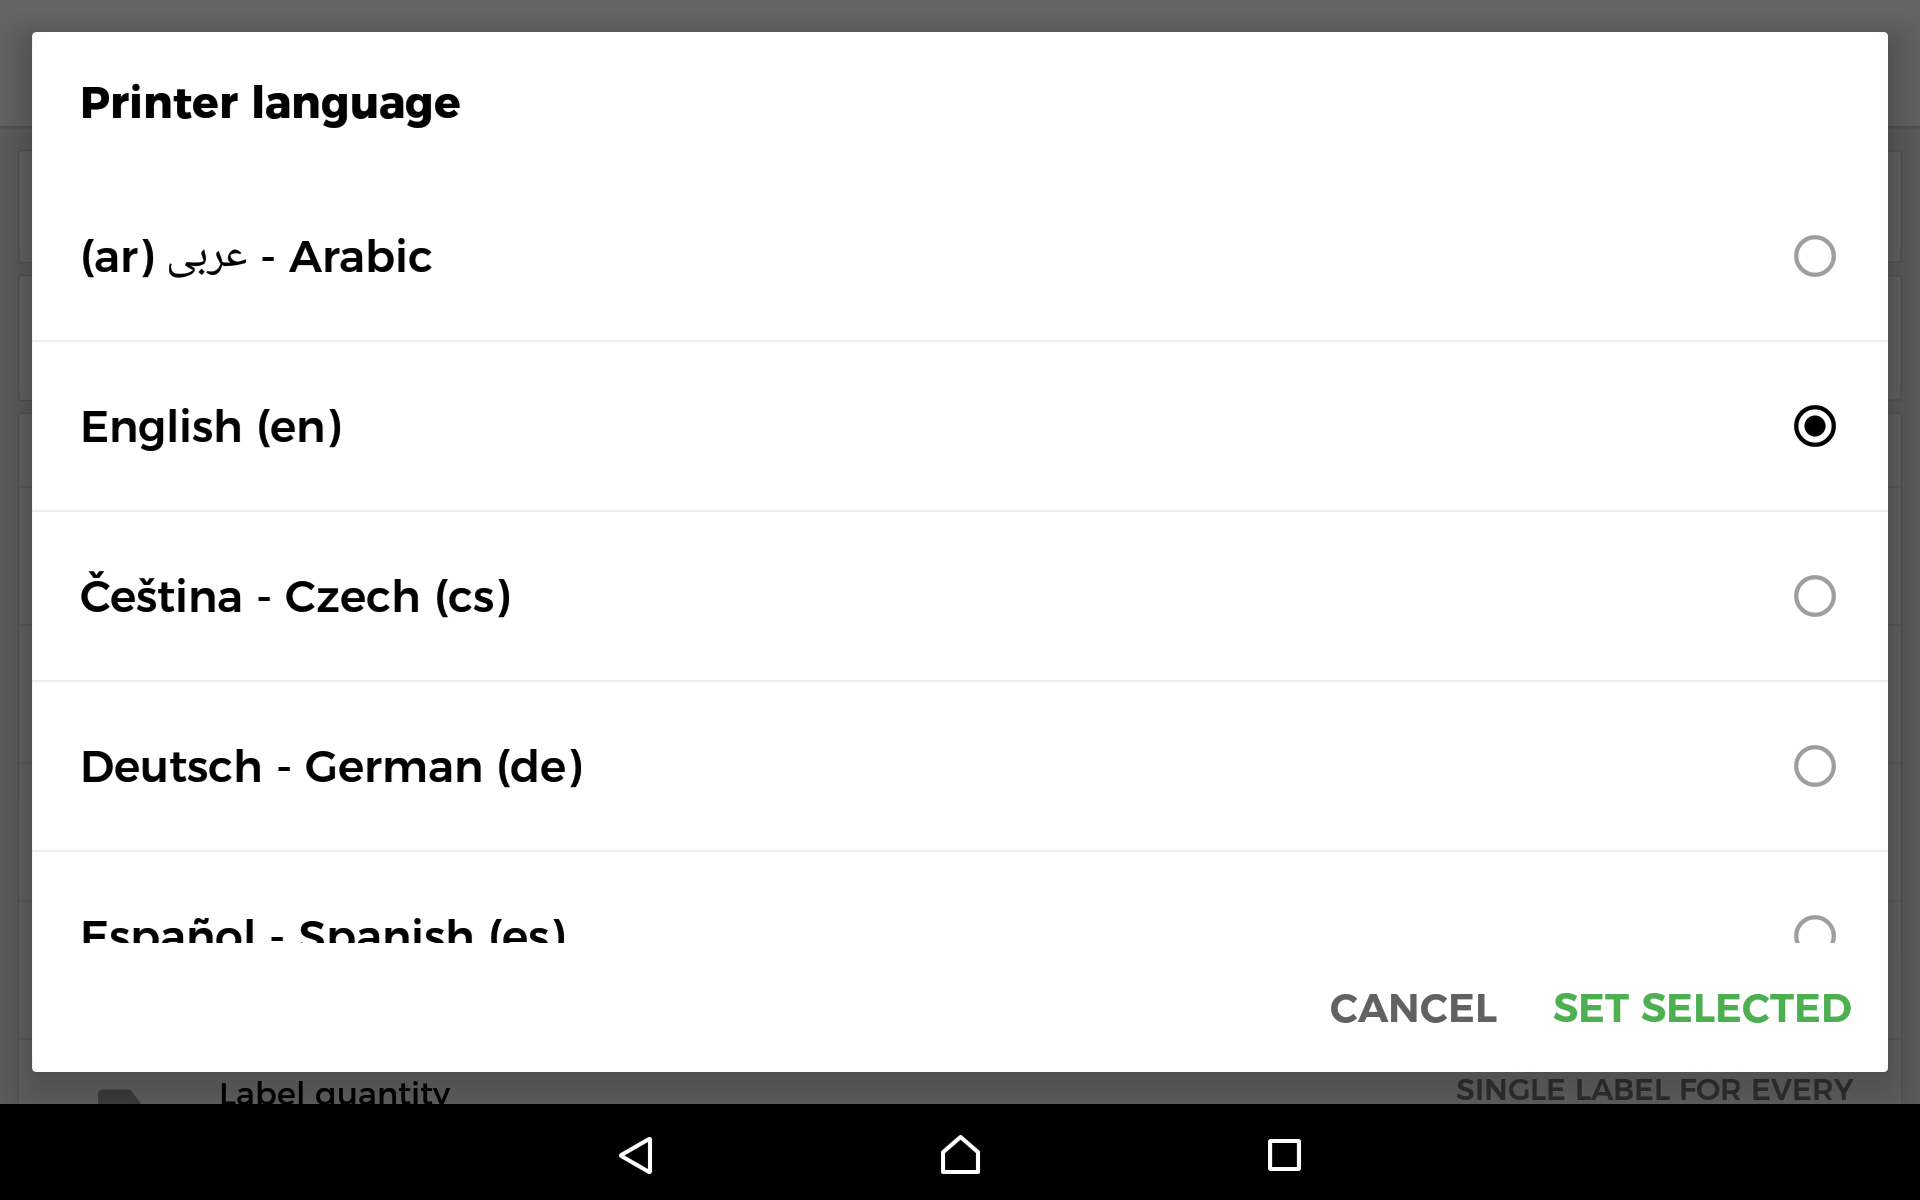 Printer language
(ar) عربى - Arabic
English (en)
Čeština - Czech (cs)
Deutsch - German (de)
Español - Spanish (es)
CANCEL SET SELECTED
Label quantity SINGLE LABEL FOR EVERY